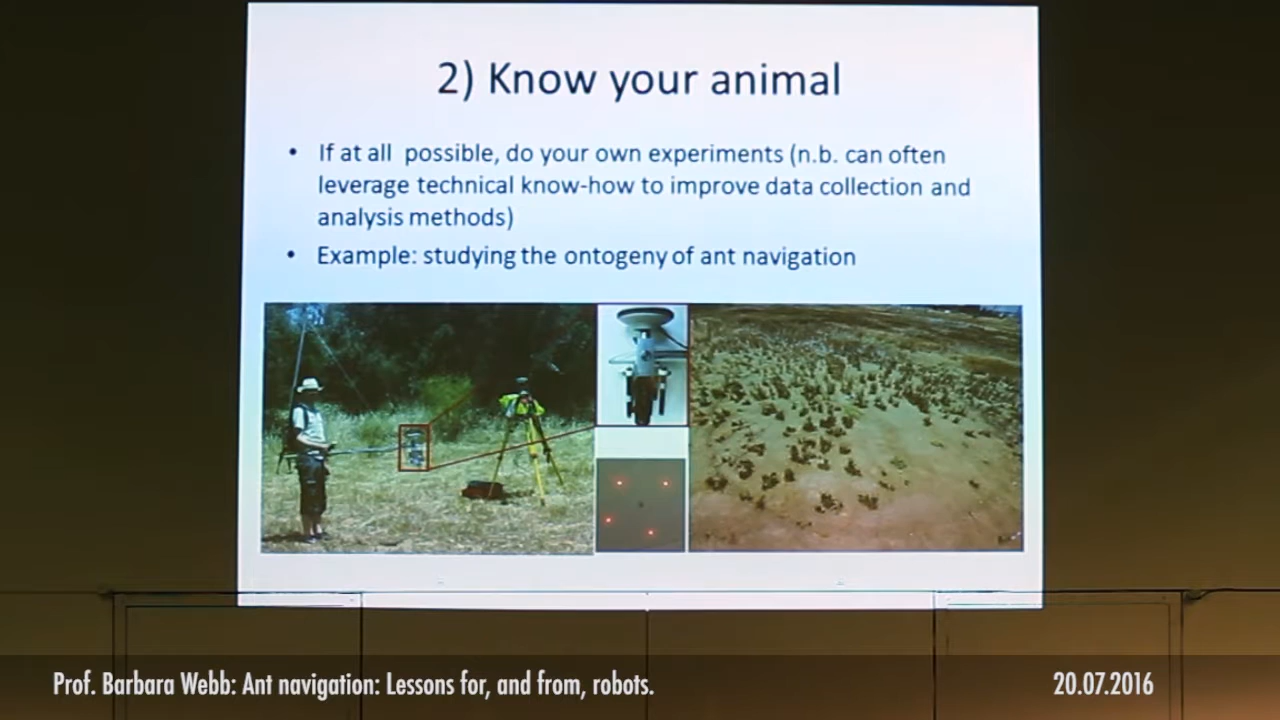 2) Know your animal
• If at all possible, do your own experiments (n.b. can often
leverage technical know-how to improve data collection and
analysis methods)
• Example: studying the ontogeny of ant navigation
Prof. Barbara Webb: Ant navigation: Lessons for, and from, robots.
20.07.2016